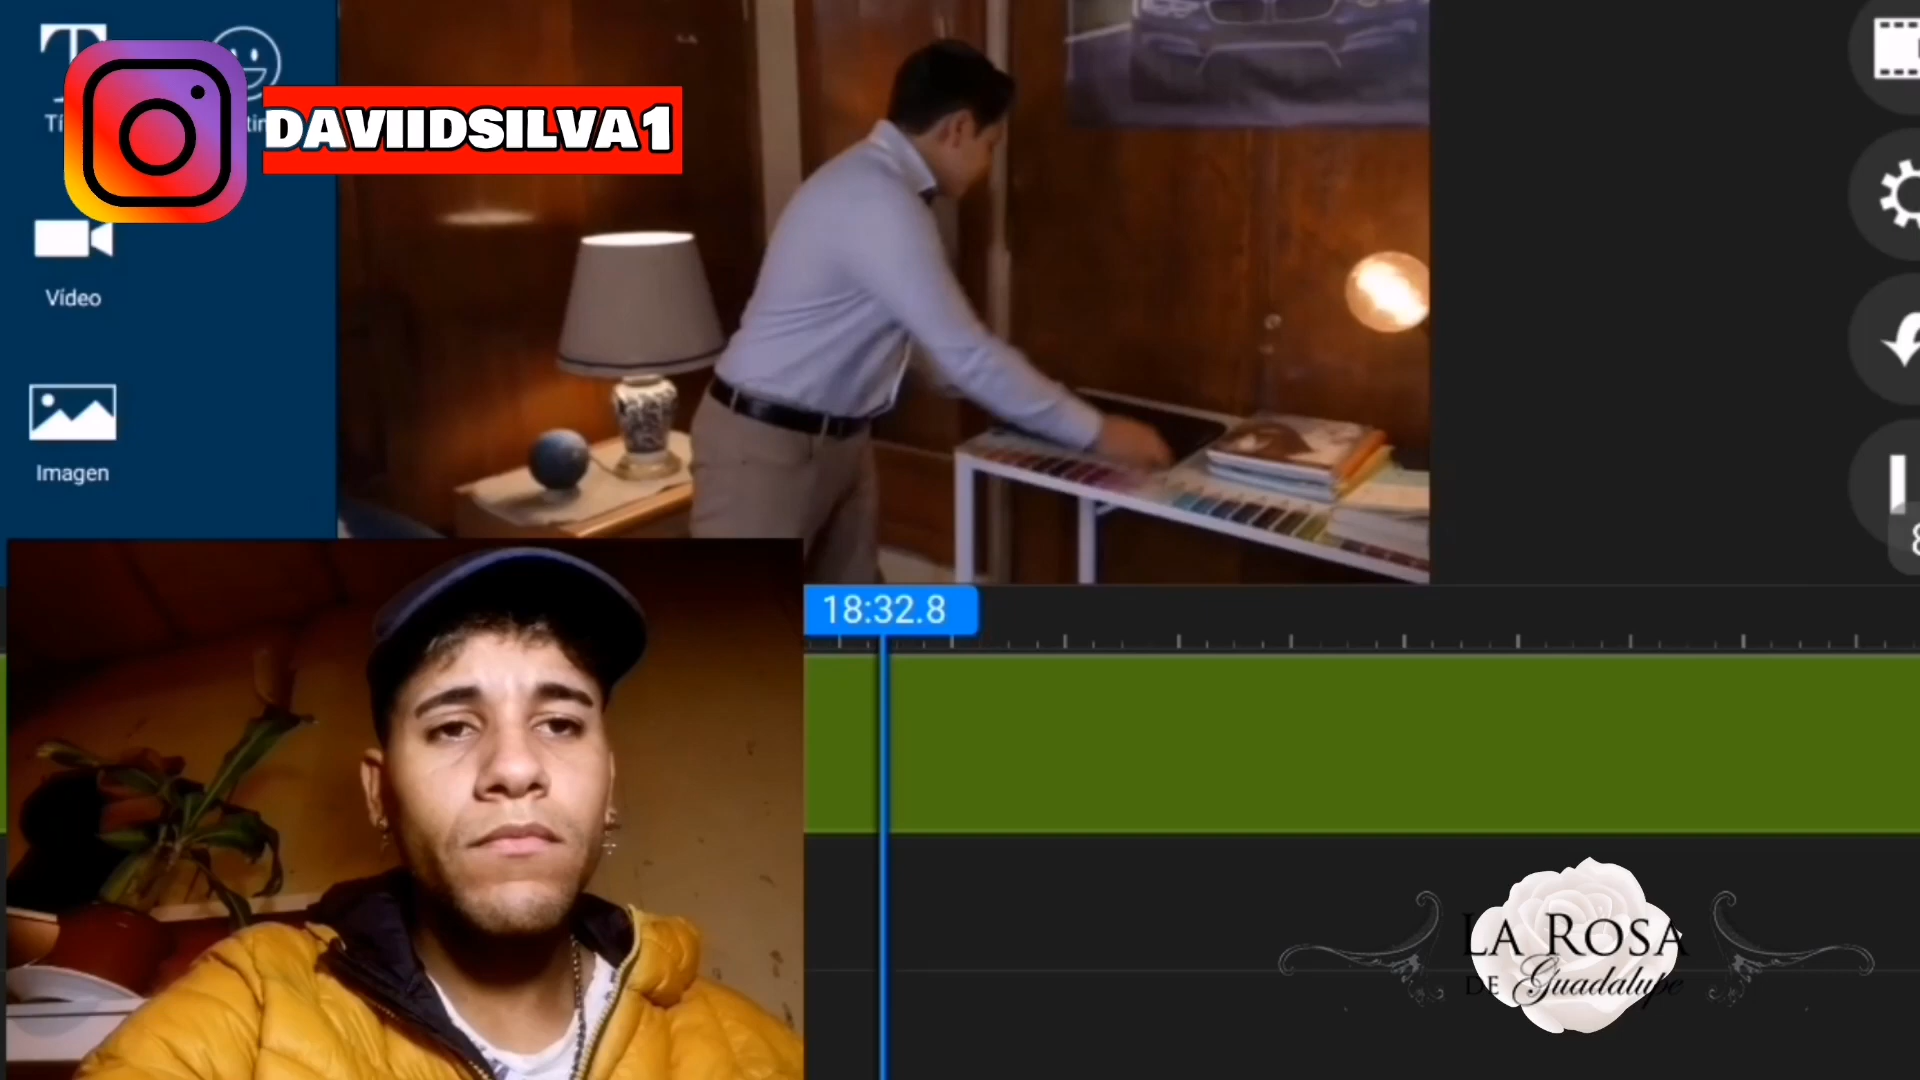 DAVIIDSILVA1
Vídeo
Imagen
18:32.8
LA ROSA
DE Guadalupe